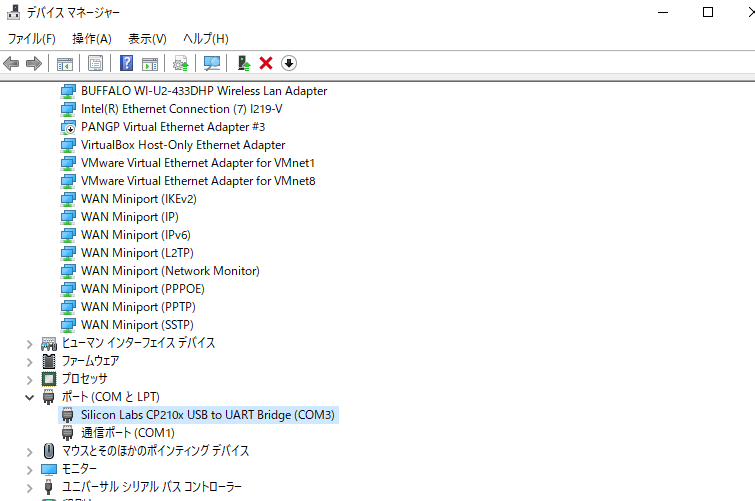 デバイス マネージャー
ファイル(F) 操作(A) 表示(V) ヘルプ(H)
BUFFALO WI-U2-433DHP Wireless Lan Adapter
Intel(R) Ethernet Connection (7) I219-V
PANGP Virtual Ethernet Adapter #3
VirtualBox Host-Only Ethernet Adapter
VMware Virtual Ethernet Adapter for VMnet1
VMware Virtual Ethernet Adapter for VMnet8
WAN Miniport (IKEv2)
WAN Miniport (IP)
WAN Miniport (IPv6)
WAN Miniport (L2TP)
WAN Miniport (Network Monitor)
WAN Miniport (PPPOE)
WAN Miniport (PPTP)
WAN Miniport (SSTP)
ヒューマン インターフェイス デバイス
ファームウェア
プロセッサ
ポート (COM と LPT)
Silicon Labs CP210x USB to UART Bridge (COM3)
通信ポート (COM1)
マウスとそのほかのポインティング デバイス
モニター
ユニバーサル シリアル バス コントローラー